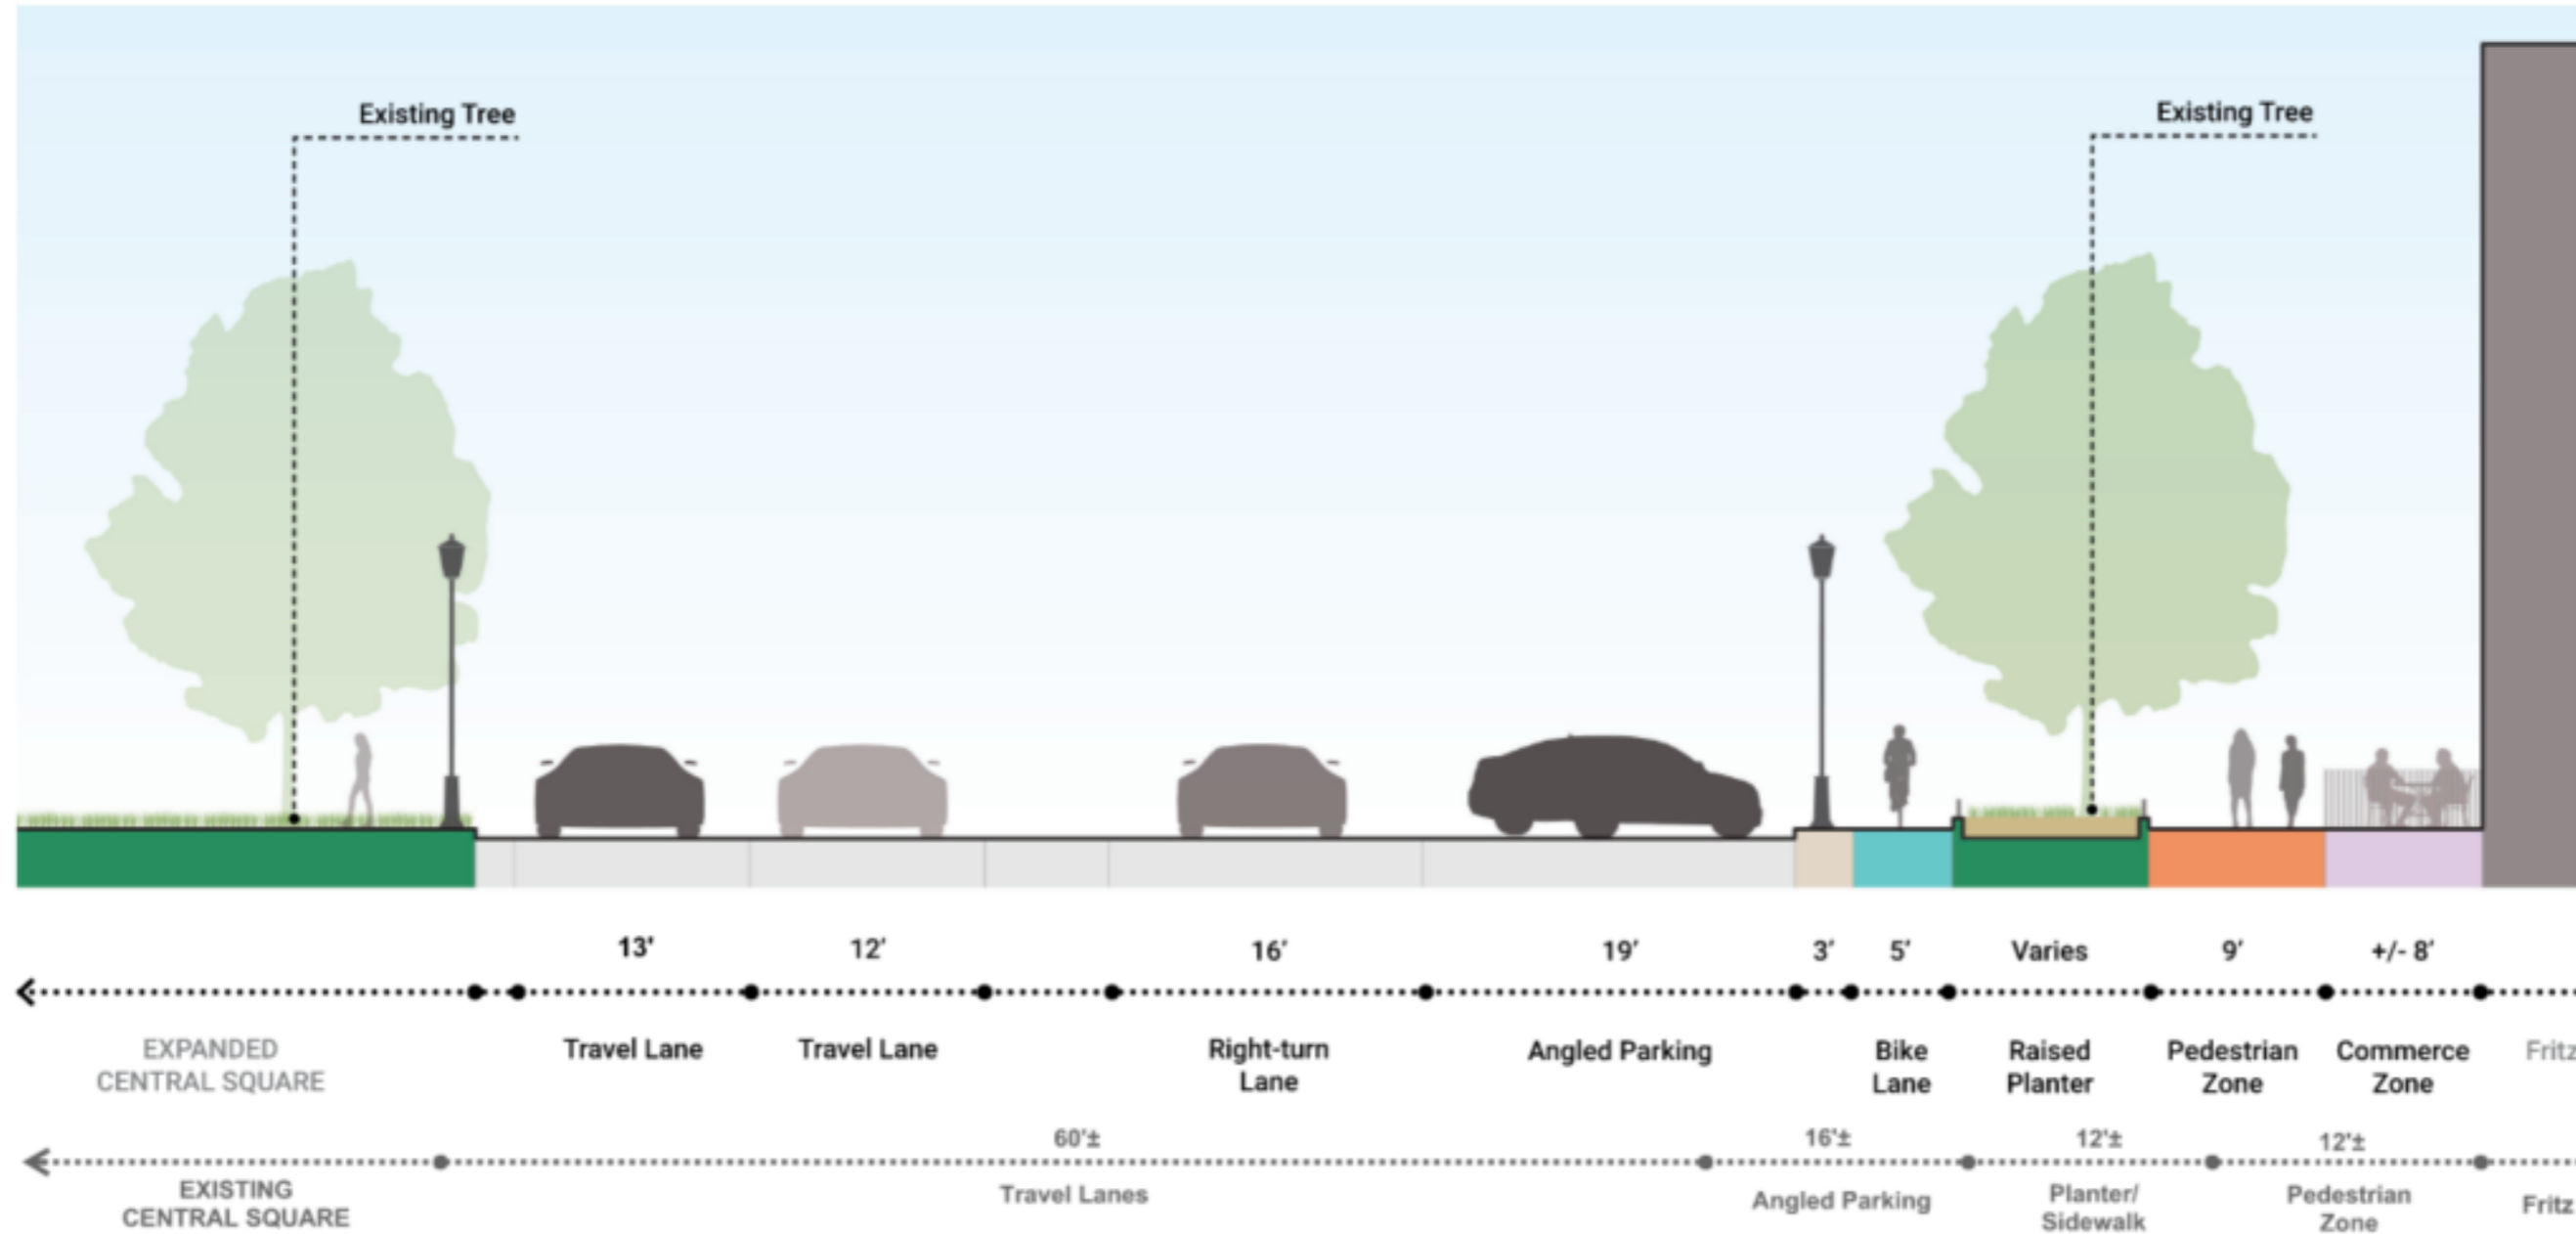 Existing Tree
Existing Tree
13'
12'
16'
19'
3'
5'
Varies
9'
+/- 8'
EXPANDED
CENTRAL SQUARE
Travel Lane
Travel Lane
Right-turn
Lane
Angled Parking
Bike
Lane
Raised
Planter
Pedestrian
Zone
Commerce
Zone
Fritz
60'±
16'±
12'±
12'±
EXISTING
CENTRAL SQUARE
Travel Lanes
Angled Parking
Planter/
Sidewalk
Pedestrian
Zone
Fritz